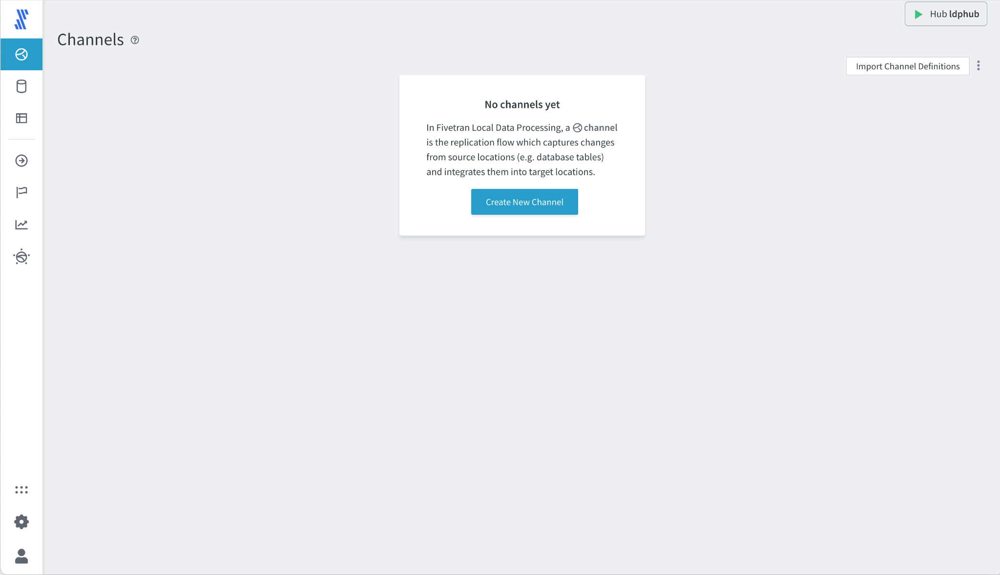 Hub ldphub
Channels
Import Channel Definitions
No channels yet
In Fivetran Local Data Processing, a channel
is the replication flow which captures changes
from source locations (e.g. database tables)
and integrates them into target locations.
Create New Channel